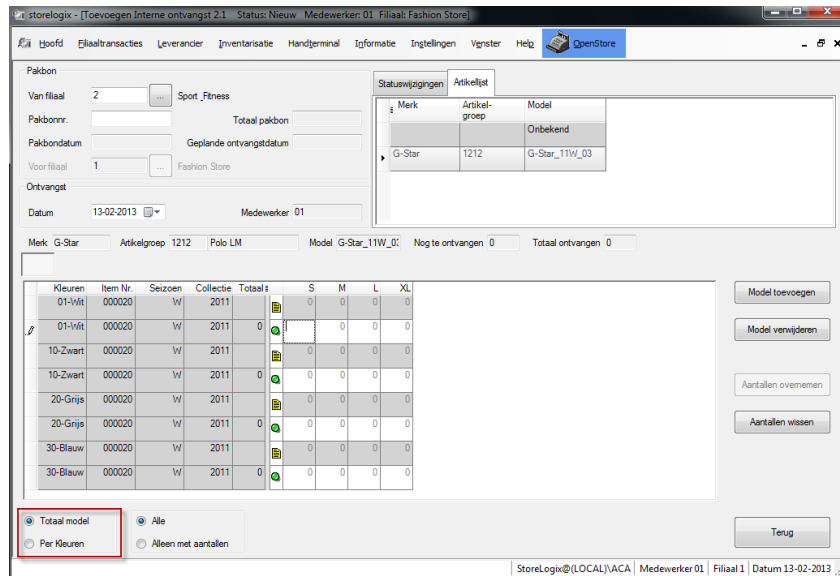 storelogix - [Toevoegen Interne ontvangst 2.1 Status: Nieuw Medewerker: 01 Filiaal: Fashion Store]
Hoofd Filiaaltransacties Leverancier Inventarisatie Handterminal Informatie Instellingen Venster Help OpenStore
Pakbon
Van filiaal 2 ... Sport_Fitness
Pakbonnr. Totaal pakbon
Pakbondatum Geplande ontvangstdatum
Voor filiaal 1 ... Fashion Store
Ontvangst
Datum 13-02-2013 Medewerker 01
Statuswijzigingen Artikellijst
Merk Artikel-groep Model
Onbekend
G-Star 1212 G-Star_11W_03
Merk G-Star Artikelgroep 1212 Polo LM Model G-Star_11W_0 Nog te ontvangen 0 Totaal ontvangen 0
Kleuren Item Nr. Seizoen Collectie Totaal S M L XL
01-Wit 000020 W 2011 0 0 0 0
01-Wit 000020 W 2011 0 0 0 0
10-Zwart 000020 W 2011 0 0 0 0
10-Zwart 000020 W 2011 0 0 0 0 0
20-Grijs 000020 W 2011 0 0 0 0
20-Grijs 000020 W 2011 0 0 0 0 0
30-Blauw 000020 W 2011 0 0 0 0
30-Blauw 000020 W 2011 0 0 0 0 0
Model toevoegen
Model verwijderen
Aantallen overnemen
Aantallen wissen
Totaal model Alle
Per Kleuren Alleen met aantallen
Terug
StoreLogix@(LOCAL)\ACA Medewerker 01 Filiaal 1 Datum 13-02-2013